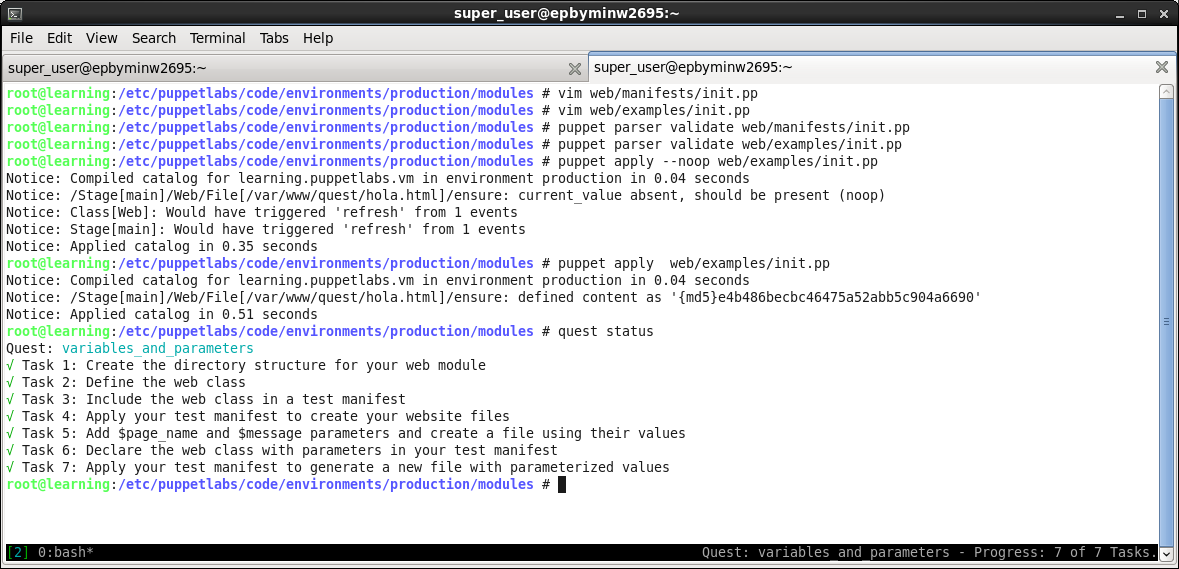 super_user@epbyminw2695:~
File Edit View Search Terminal Tabs Help
super_user@epbyminw2695:~ super_user@epbyminw2695:~
root@learning:/etc/puppetlabs/code/environments/production/modules # vim web/manifests/init.pp
root@learning:/etc/puppetlabs/code/environments/production/modules # vim web/examples/init.pp
root@learning:/etc/puppetlabs/code/environments/production/modules # puppet parser validate web/manifests/init.pp
root@learning:/etc/puppetlabs/code/environments/production/modules # puppet parser validate web/examples/init.pp
root@learning:/etc/puppetlabs/code/environments/production/modules # puppet apply --noop web/examples/init.pp
Notice: Compiled catalog for learning.puppetlabs.vm in environment production in 0.04 seconds
Notice: /Stage[main]/Web/File[/var/www/quest/hola.html]/ensure: current_value absent, should be present (noop)
Notice: Class[Web]: Would have triggered 'refresh' from 1 events
Notice: Stage[main]: Would have triggered 'refresh' from 1 events
Notice: Applied catalog in 0.35 seconds
root@learning:/etc/puppetlabs/code/environments/production/modules # puppet apply  web/examples/init.pp
Notice: Compiled catalog for learning.puppetlabs.vm in environment production in 0.04 seconds
Notice: /Stage[main]/Web/File[/var/www/quest/hola.html]/ensure: defined content as '{md5}e4b486becbc46475a52abb5c904a6690'
Notice: Applied catalog in 0.51 seconds
root@learning:/etc/puppetlabs/code/environments/production/modules # quest status
Quest: variables_and_parameters
√ Task 1: Create the directory structure for your web module
√ Task 2: Define the web class
√ Task 3: Include the web class in a test manifest
√ Task 4: Apply your test manifest to create your website files
√ Task 5: Add $page_name and $message parameters and create a file using their values
√ Task 6: Declare the web class with parameters in your test manifest
√ Task 7: Apply your test manifest to generate a new file with parameterized values
root@learning:/etc/puppetlabs/code/environments/production/modules #
[2] 0:bash* Quest: variables_and_parameters - Progress: 7 of 7 Tasks.